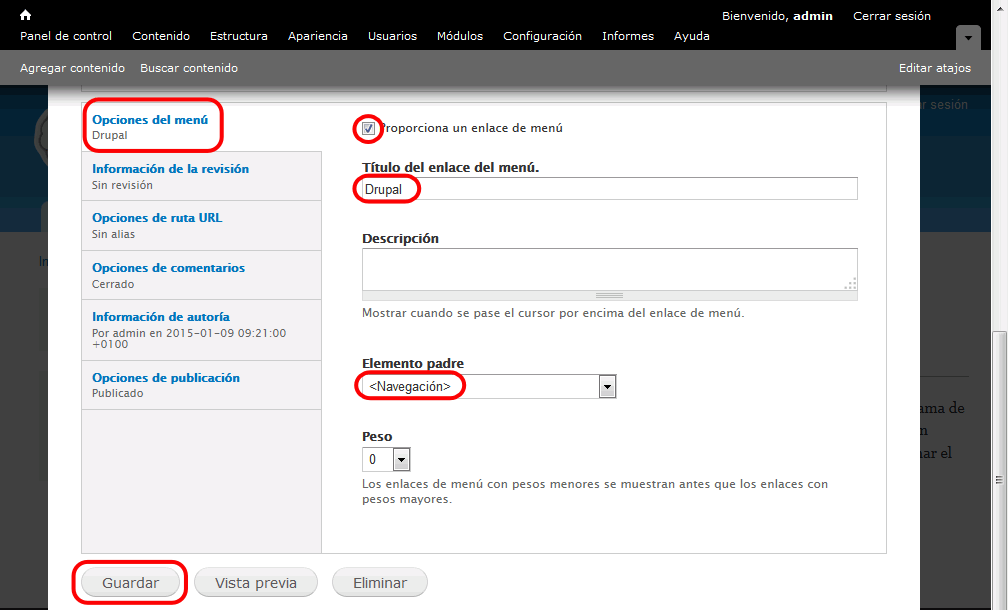 Bienvenido, admin Cerrar sesión
Panel de control Contenido Estructura Apariencia Usuarios Módulos Configuración Informes Ayuda
Agregar contenido Buscar contenido Editar atajos
sesión
Opciones del menú
Drupal
Información de la revisión
Sin revisión
Opciones de ruta URL
Sin alias
Opciones de comentarios
Cerrado
Información de autoría
Por admin en 2015-01-09 09:21:00
+0100
Opciones de publicación
Publicado
Proporciona un enlace de menú
Título del enlace del menú.
Drupal
Descripción
Mostrar cuando se pase el cursor por encima del enlace de menú.
Elemento padre
<Navegación>
Peso
0
Los enlaces de menú con pesos menores se muestran antes que los enlaces con
pesos mayores.
de
el
Guardar Vista previa Eliminar